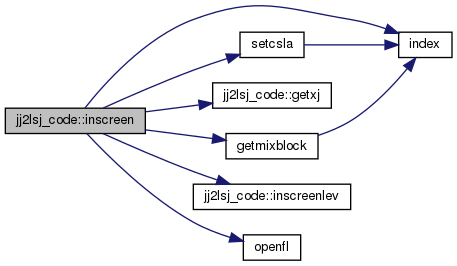 jj2lsj_code::inscreen
setcsla
index
jj2lsj_code::getxj
getmixblock
jj2lsj_code::inscreenlev
openfl